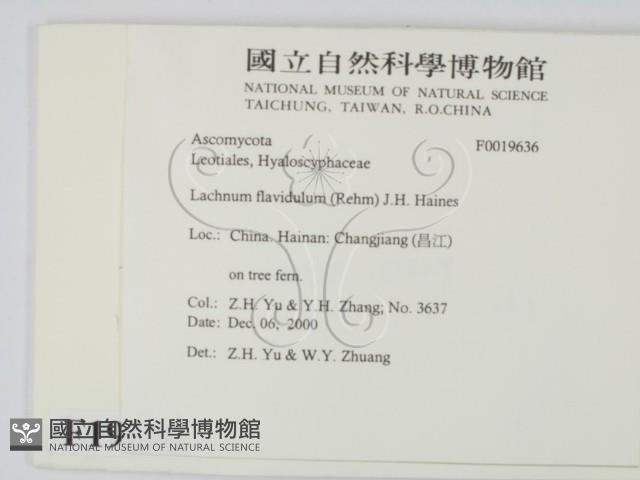 國立自然科學博物館
NATIONAL MUSEUM OF NATURAL SCIENCE
TAICHUNG, TAIWAN, R.O.CHINA
Ascomycota F0019636
Leotiales, Hyaloscyphaceae
Lachnum flavidulum (Rehm) J.H. Haines
Loc.: China. Hainan: Changjiang (昌江)
on tree fern.
Col.: Z.H. Yu & Y.H. Zhang; No. 3637
Date: Dec. 06, 2000
Det.: Z.H. Yu & W.Y. Zhuang
國立自然科學博物館
NATIONAL MUSEUM OF NATURAL SCIENCE